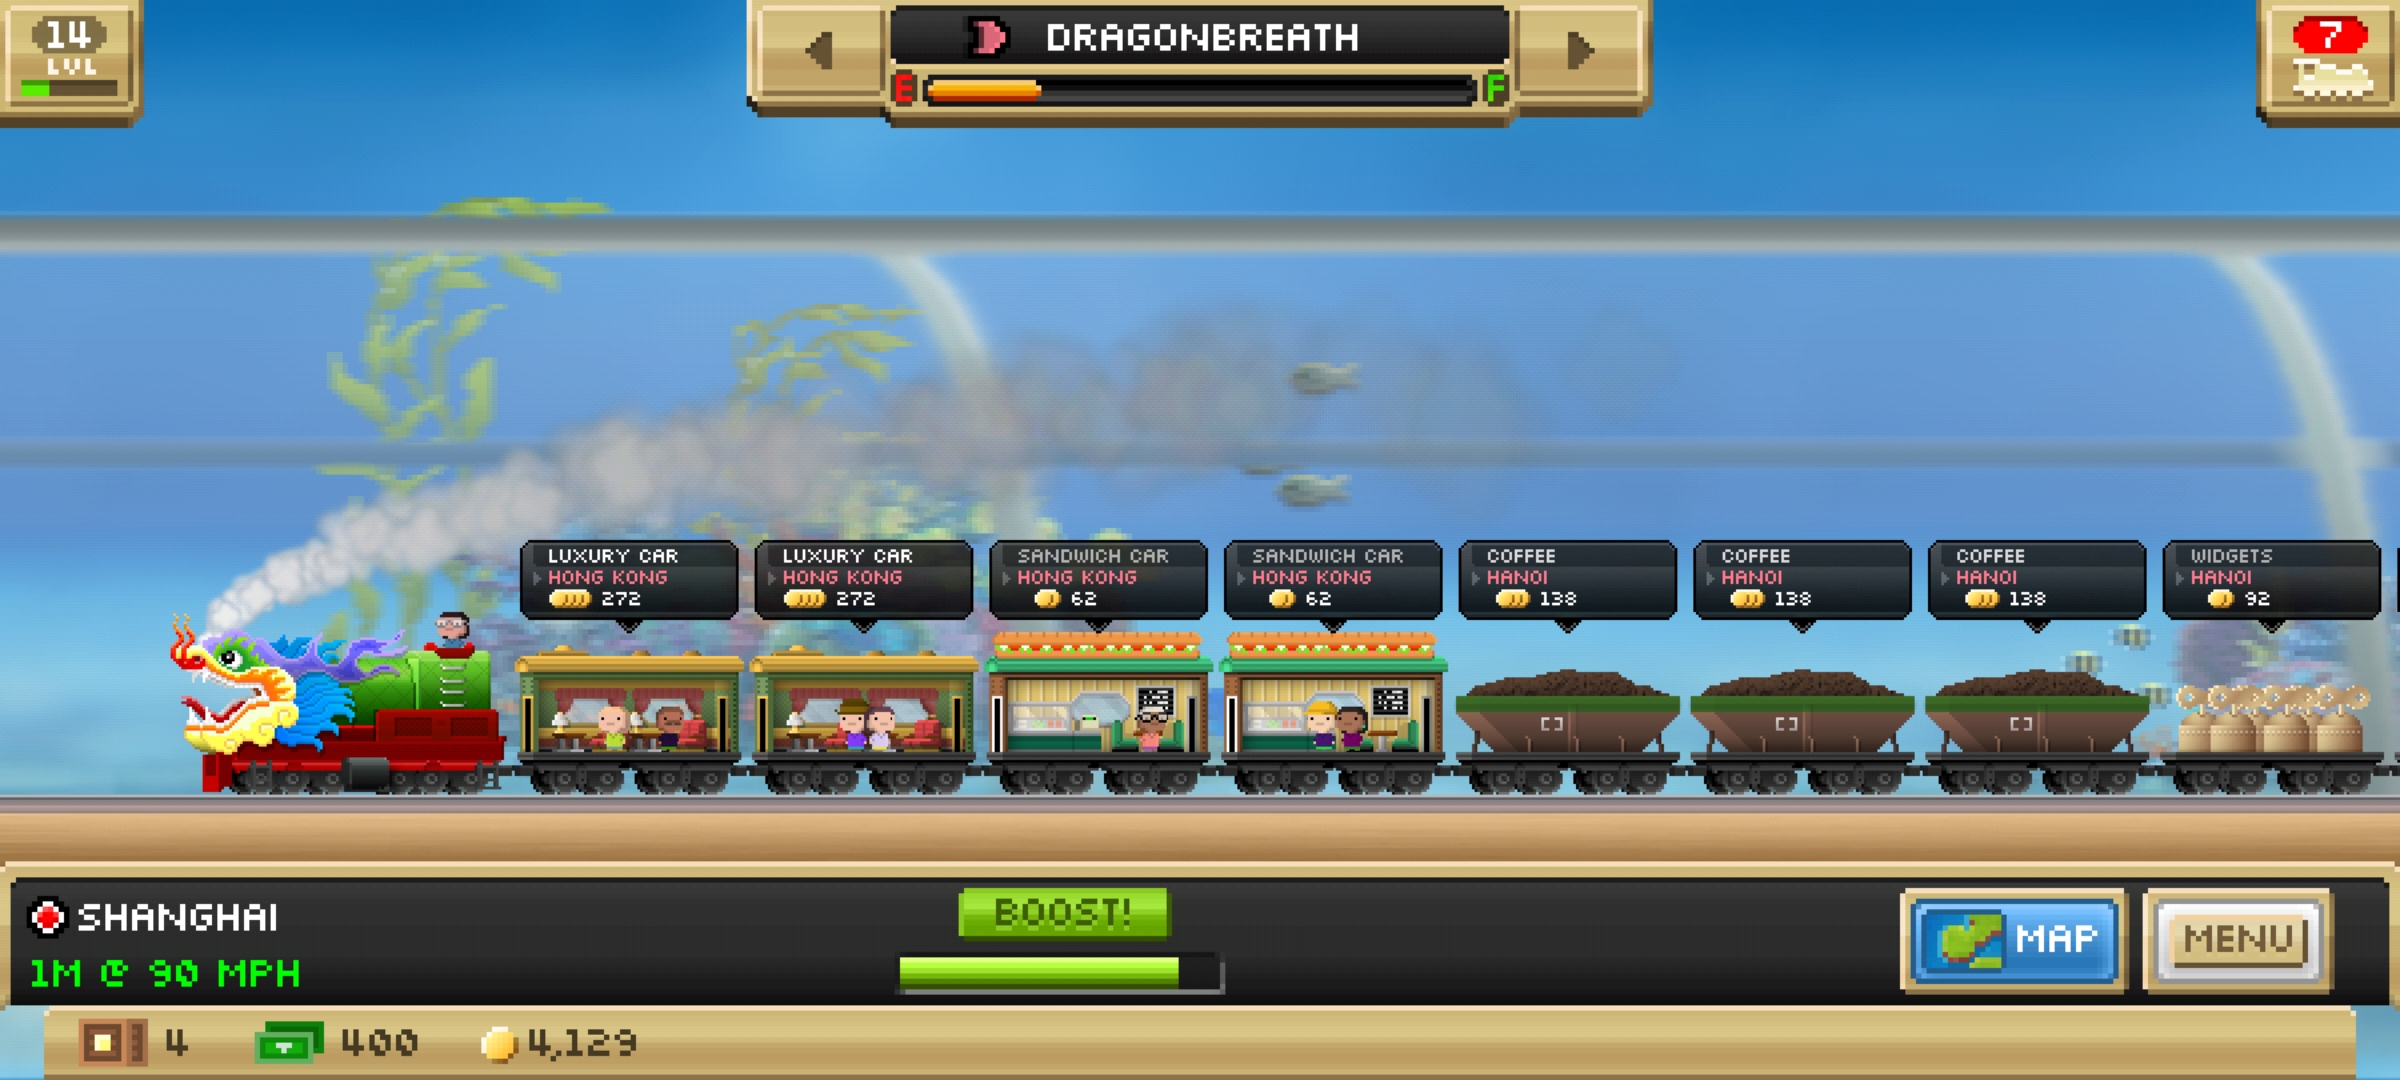 14
LVL
DRAGONBREATH
E F
7
LUXURY CAR
HONG KONG
272
LUXURY CAR
HONG KONG
272
SANDWICH CAR
HONG KONG
62
SANDWICH CAR
HONG KONG
62
COFFEE
HANOI
138
COFFEE
HANOI
138
COFFEE
HANOI
138
WIDGETS
HANOI
92
SHANGHAI
1M @ 90 MPH
BOOST!
MAP
MENU
4
400
4,129